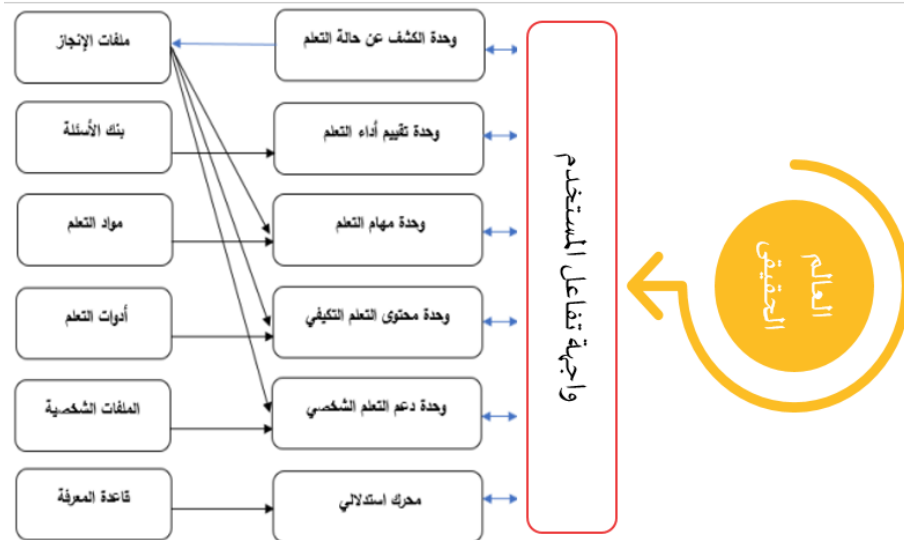 العالم
الحقيقى
واجهة تفاعل المستخدم
وحدة الكشف عن حالة التعلم
ملفات الإنجاز
وحدة تقييم أداء التعلم
بنك الأسئلة
وحدة مهام التعلم
مواد التعلم
وحدة محتوى التعلم التكيفي
أدوات التعلم
وحدة دعم التعلم الشخصي
الملفات الشخصية
محرك استدلالي
قاعدة المعرفة